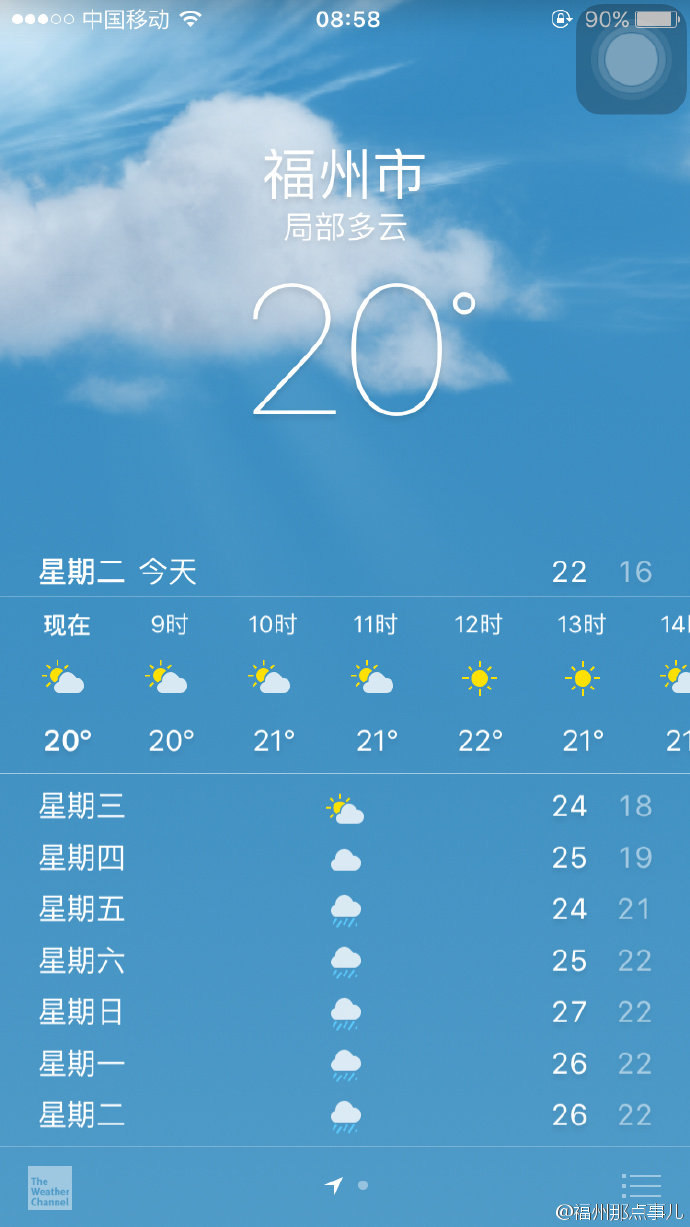 中国移动 08:58 90%
福州市
局部多云
20°
星期二 今天 22 16
现在 9时 10时 11时 12时 13时
20° 20° 21° 21° 22° 21° 21
星期三 24 18
星期四 25 19
星期五 24 21
星期六 25 22
星期日 27 22
星期一 26 22
星期二 26 22
The
Weather
Channel
@福州那点事儿